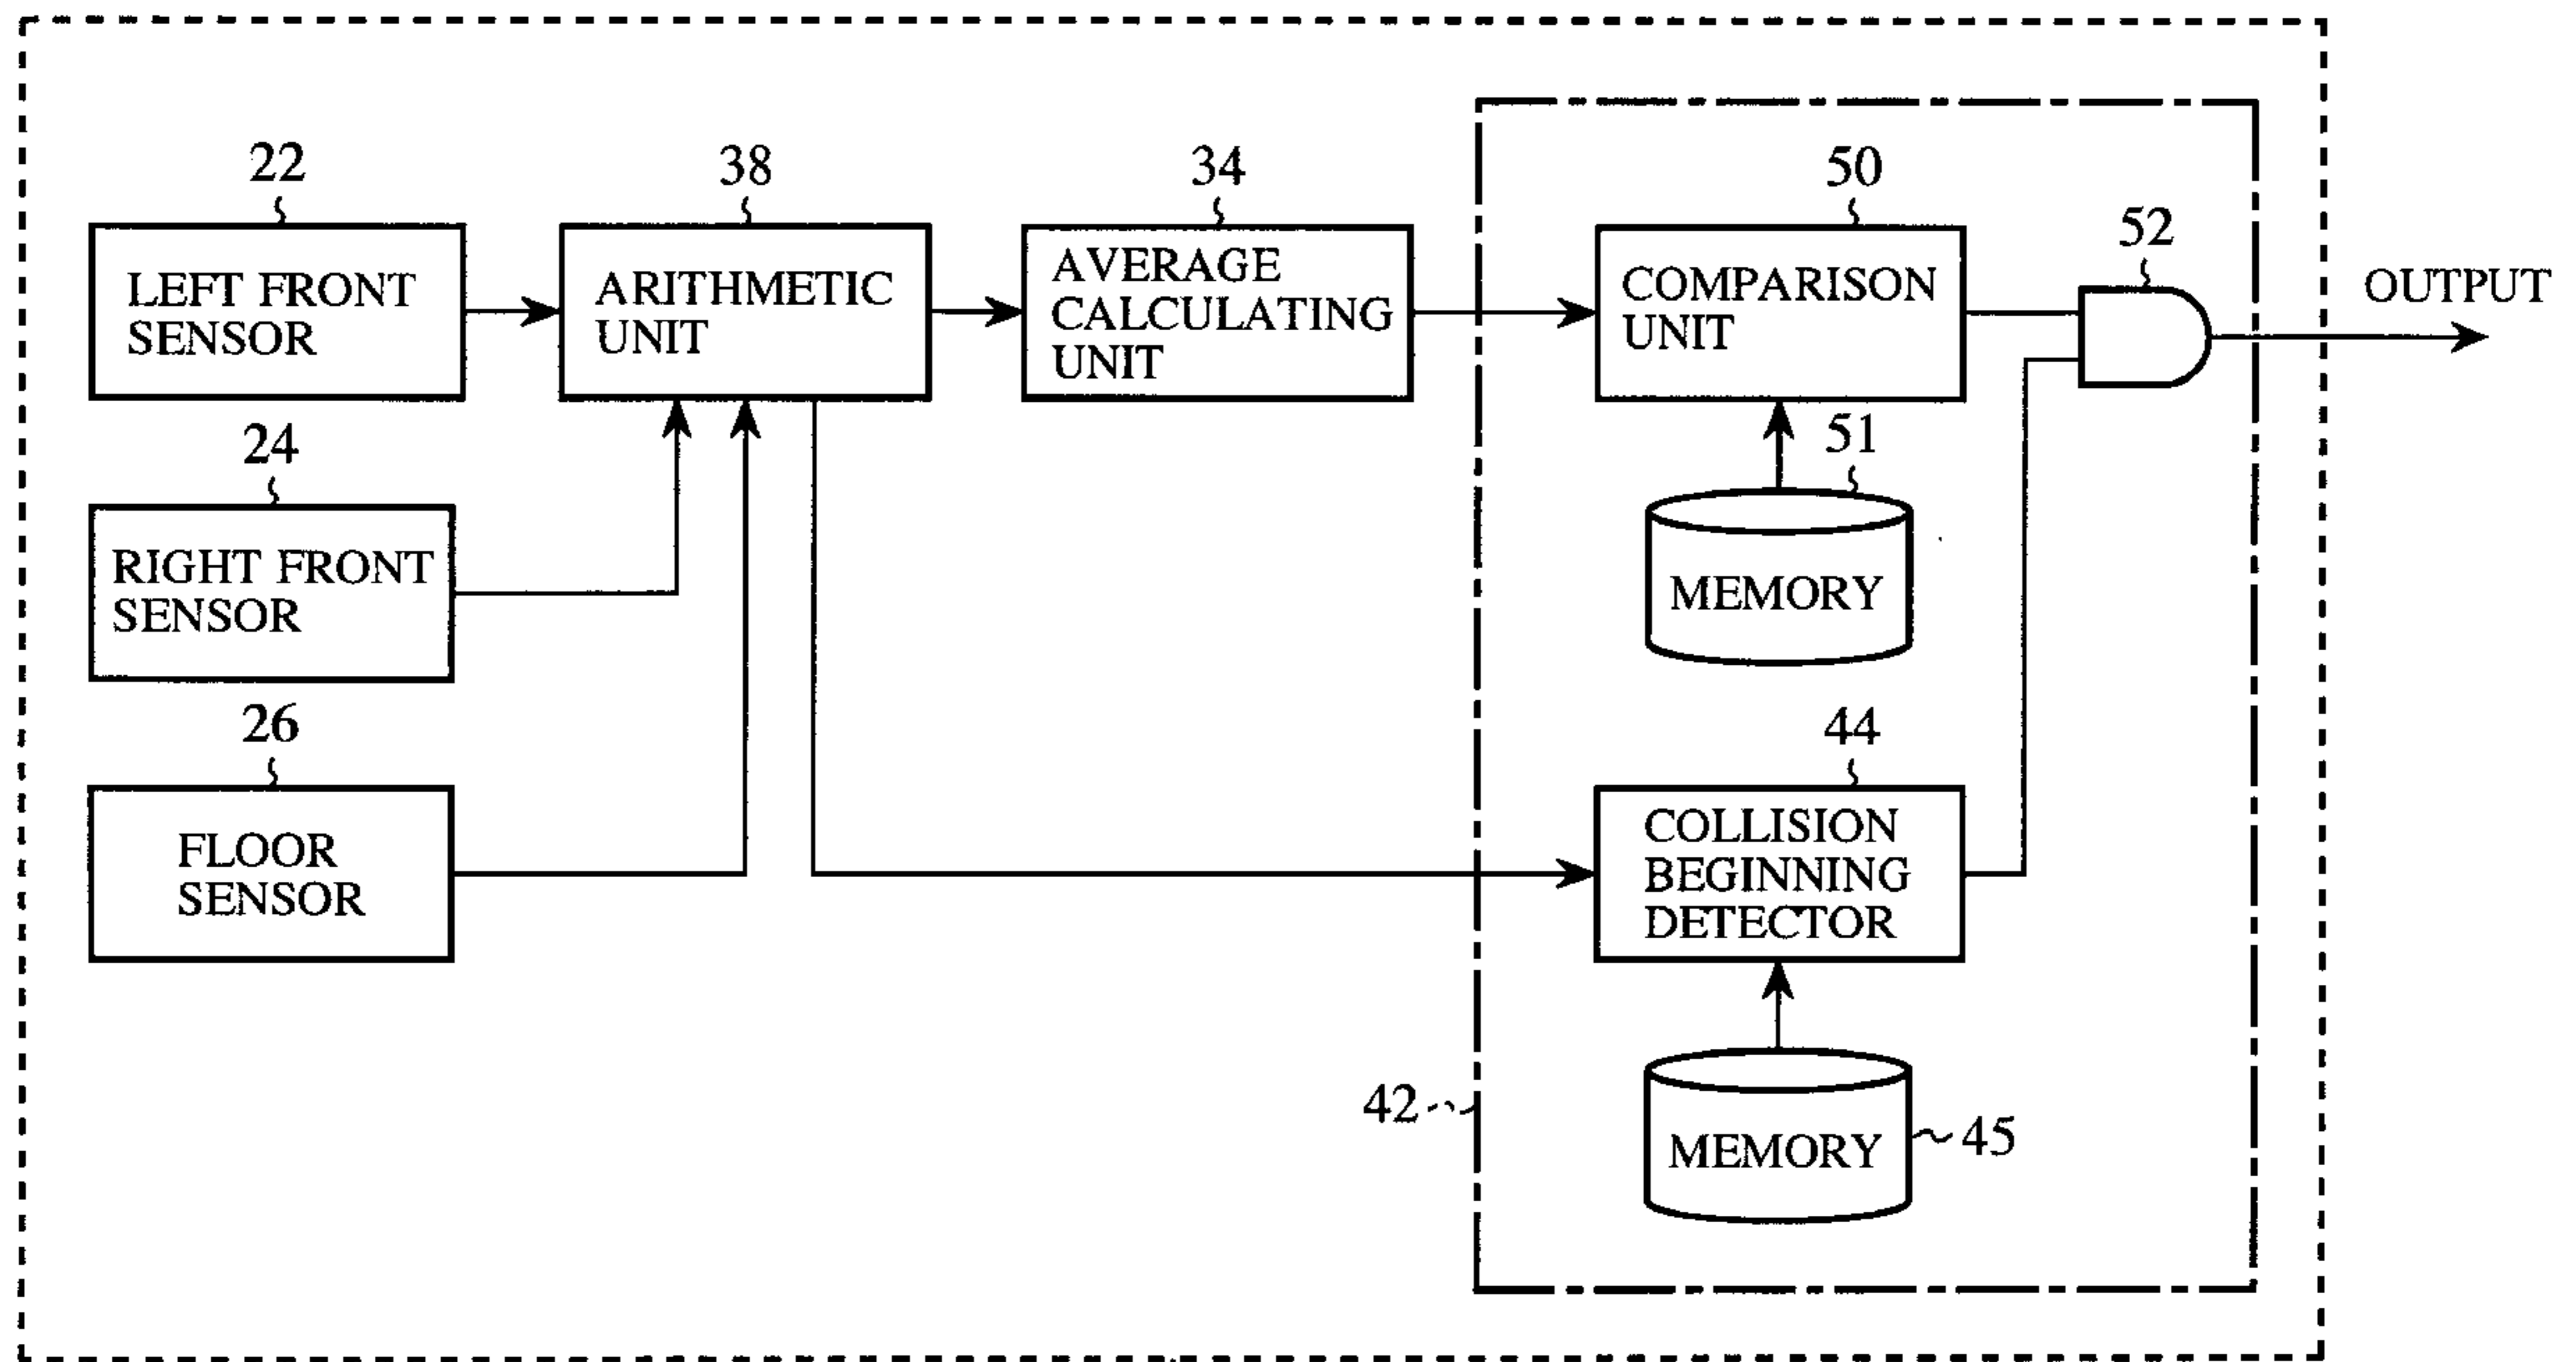 22
LEFT FRONT
SENSOR
38
ARITHMETIC
UNIT
34
AVERAGE
CALCULATING
UNIT
50
COMPARISON
UNIT
52
OUTPUT
24
RIGHT FRONT
SENSOR
51
MEMORY
26
FLOOR
SENSOR
44
COLLISION
BEGINNING
DETECTOR
42
MEMORY
45